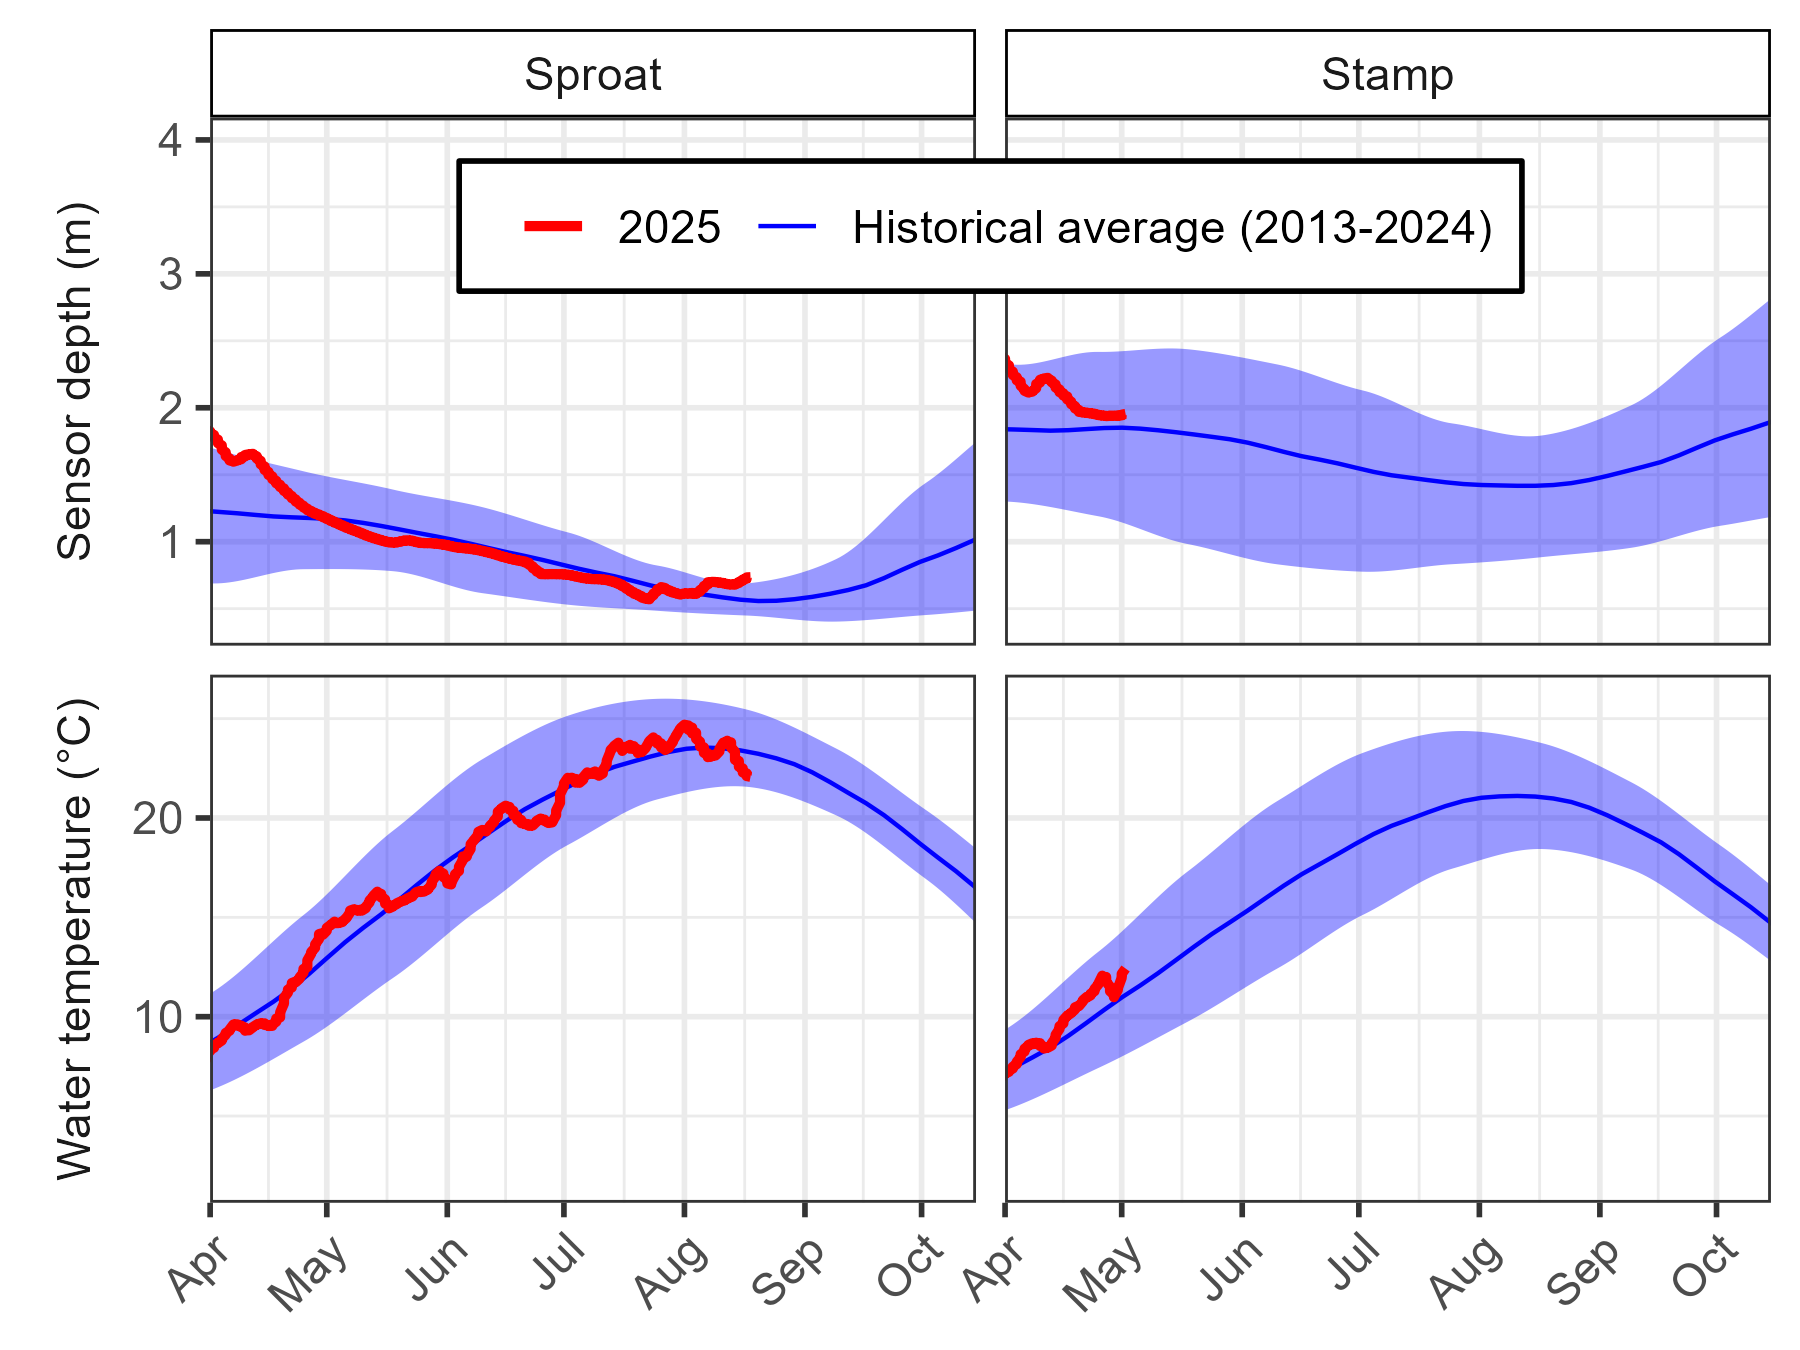 Sproat
Stamp
Sensor depth (m)
4
3
2
1
2025
Historical average (2013-2024)
Water temperature (°C)
20
10
Apr May Jun Jul Aug Sep Oct
Apr May Jun Jul Aug Sep Oct